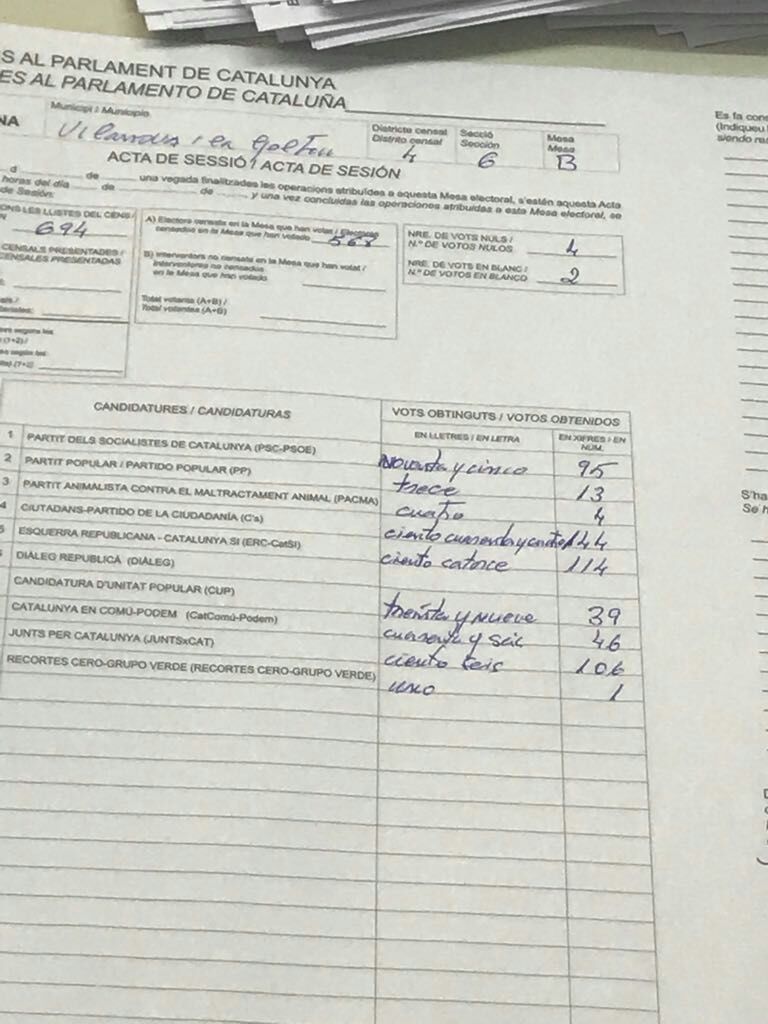 S AL PARLAMENT DE CATALUNYA
ES AL PARLAMENTO DE CATALUÑA
NA
Municipi / Municipio
Vilanova i la Geltru
Districte censal
Distrito censal
4
Secció
Sección
6
Mesa
Mesa
B
ACTA DE SESSIÓ / ACTA DE SESIÓN
d de , una vegada finalitzades les operacions atribuïdes a aquesta Mesa electoral, s'estén aquesta Acta
horas del día de de , y una vez concluidas las operaciones atribuidas a esta Mesa electoral, se
de Sesión:
ONS LES LLISTES DEL CENS /
694
CENSALS PRESENTADES /
CENSALES PRESENTADAS
A) Electors censats en la Mesa que han votat / Electores
censados en la Mesa que han votado 568
B) Interventors no censats en la Mesa que han votat /
Interventores no censados
en la Mesa que han votado
Total votants (A+B) /
Total votantes (A+B)
NRE. DE VOTS NULS /
N.º DE VOTOS NULOS 4
NRE. DE VOTS EN BLANC /
N.º DE VOTOS EN BLANCO 2
CANDIDATURES / CANDIDATURAS
VOTS OBTINGUTS / VOTOS OBTENIDOS
EN LLETRES / EN LETRA
EN XIFRES / EN NÚM.
1 PARTIT DELS SOCIALISTES DE CATALUNYA (PSC-PSOE) Noventa y cinco 95
2 PARTIT POPULAR / PARTIDO POPULAR (PP) trece 13
3 PARTIT ANIMALISTA CONTRA EL MALTRACTAMENT ANIMAL (PACMA) cuatro 4
4 CIUTADANS-PARTIDO DE LA CIUDADANÍA (C's) ciento cuarenta y cuatro 144
5 ESQUERRA REPUBLICANA - CATALUNYA SI (ERC-CatSI) ciento catorce 114
DIÀLEG REPUBLICÀ (DIÀLEG)
CANDIDATURA D'UNITAT POPULAR (CUP) treinta y nueve 39
CATALUNYA EN COMÚ-PODEM (CatComú-Podem) cuarenta y seis 46
JUNTS PER CATALUNYA (JUNTSxCAT) ciento seis 106
RECORTES CERO-GRUPO VERDE (RECORTES CERO-GRUPO VERDE) uno 1
Es fa cons
(Indiqueu
siendo rea
S'ha
Se h